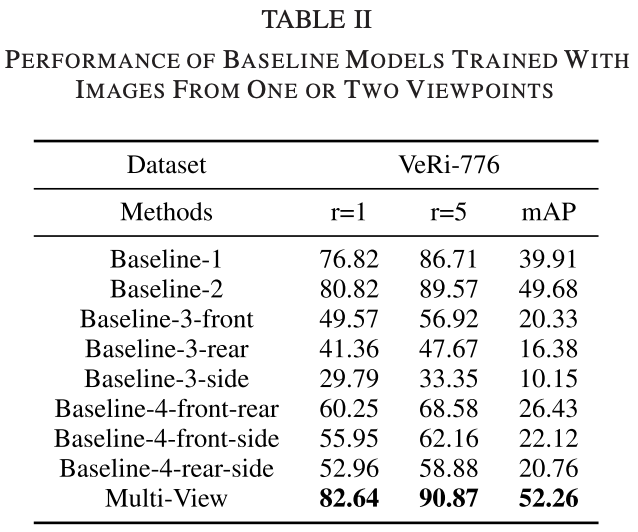 TABLE II
PERFORMANCE OF BASELINE MODELS TRAINED WITH
IMAGES FROM ONE OR TWO VIEWPOINTS
Dataset VeRi-776
Methods r=1 r=5 mAP
Baseline-1 76.82 86.71 39.91
Baseline-2 80.82 89.57 49.68
Baseline-3-front 49.57 56.92 20.33
Baseline-3-rear 41.36 47.67 16.38
Baseline-3-side 29.79 33.35 10.15
Baseline-4-front-rear 60.25 68.58 26.43
Baseline-4-front-side 55.95 62.16 22.12
Baseline-4-rear-side 52.96 58.88 20.76
Multi-View 82.64 90.87 52.26